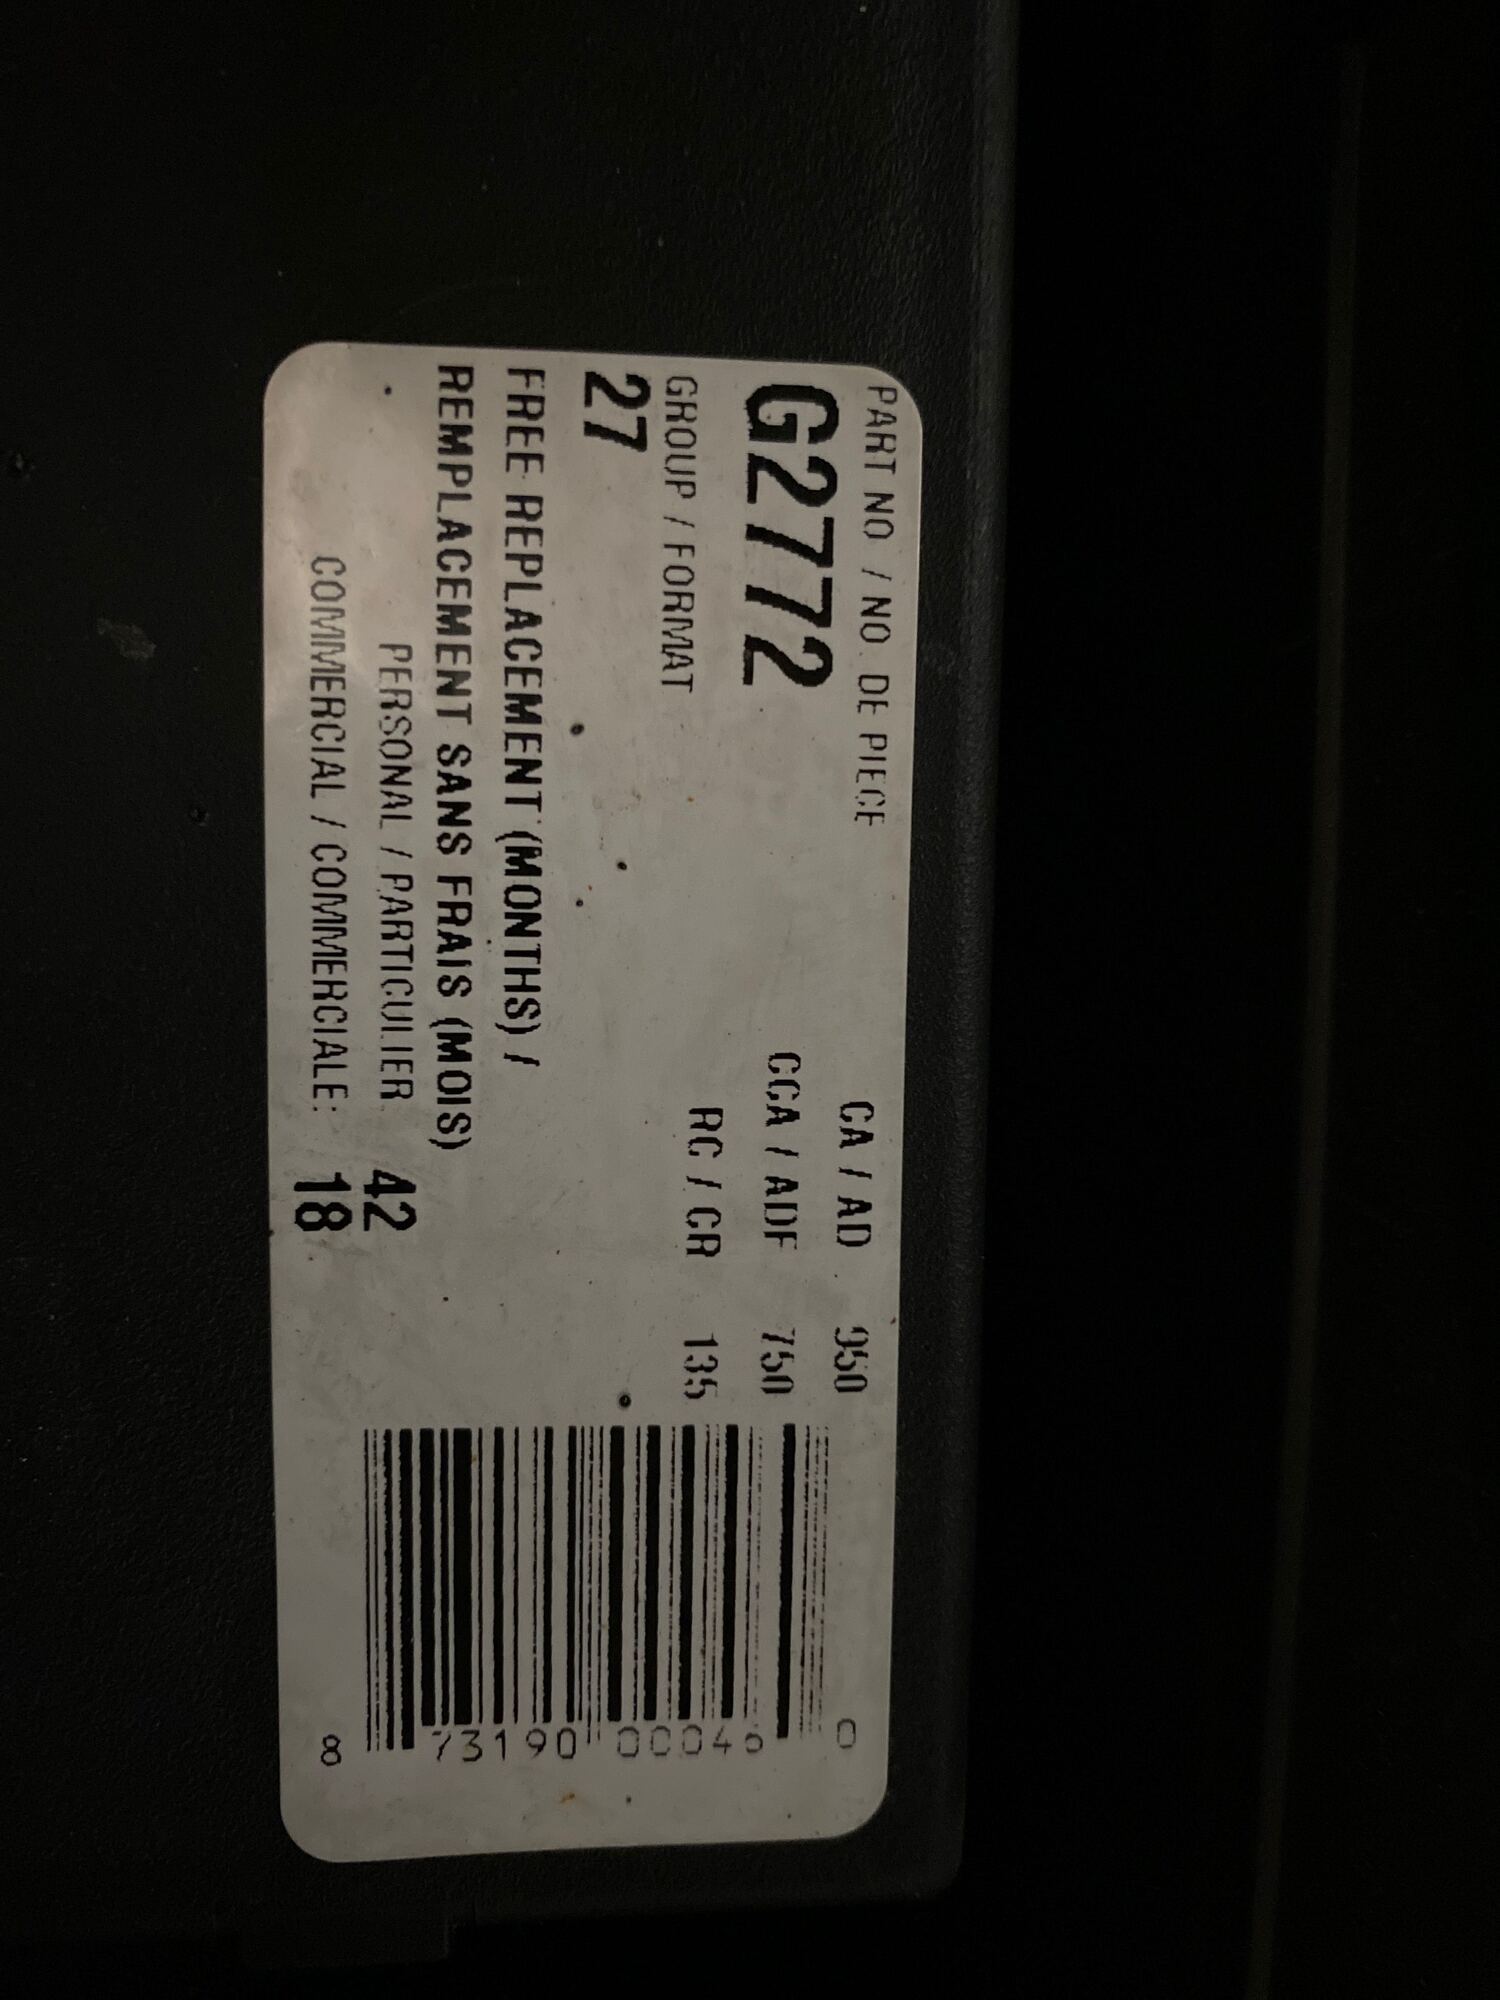 PART NO. / NO. DE PIECE
G2772
GROUP / FORMAT
27
CA / AD 950
CCA / ADF 750
RC / CR 135
FREE REPLACEMENT (MONTHS) /
REMPLACEMENT SANS FRAIS (MOIS)
PERSONAL / PARTICULIER 42
COMMERCIAL / COMMERCIALE: 18
8 73190 00046 0